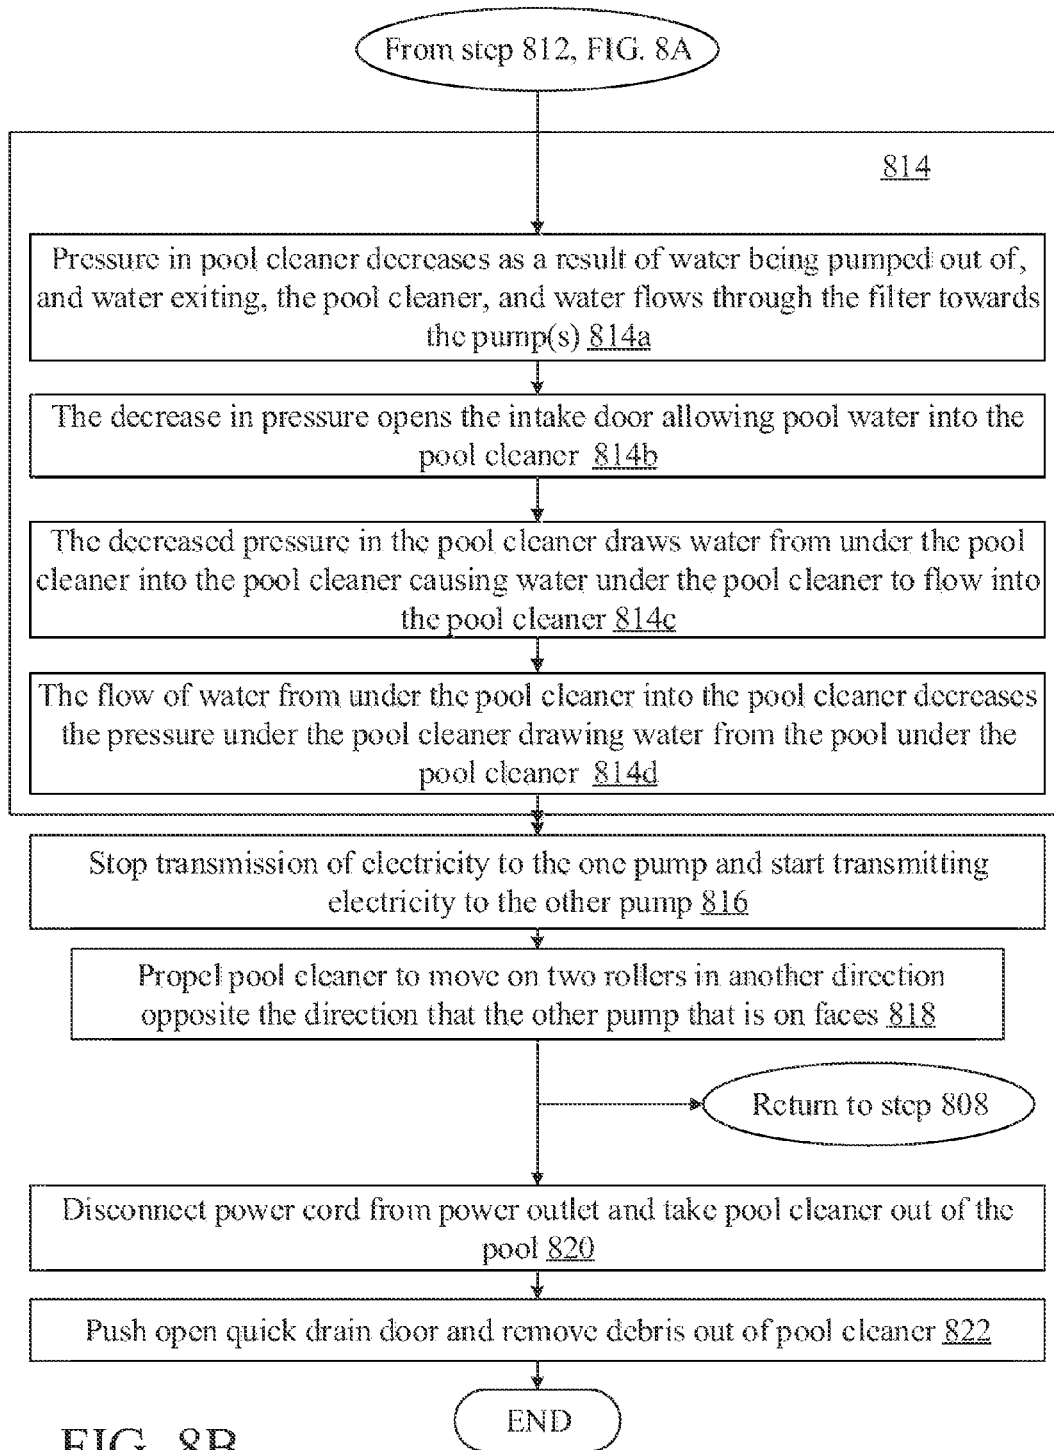 From step 812, FIG. 8A
814
Pressure in pool cleaner decreases as a result of water being pumped out of,
and water exiting, the pool cleaner, and water flows through the filter towards
the pump(s) 814a
The decrease in pressure opens the intake door allowing pool water into the
pool cleaner 814b
The decreased pressure in the pool cleaner draws water from under the pool
cleaner into the pool cleaner causing water under the pool cleaner to flow into
the pool cleaner 814c
The flow of water from under the pool cleaner into the pool cleaner decreases
the pressure under the pool cleaner drawing water from the pool under the
pool cleaner 814d
Stop transmission of electricity to the one pump and start transmitting
electricity to the other pump 816
Propel pool cleaner to move on two rollers in another direction
opposite the direction that the other pump that is on faces 818
Return to step 808
Disconnect power cord from power outlet and take pool cleaner out of the
pool 820
Push open quick drain door and remove debris out of pool cleaner 822
END
FIG. 8B